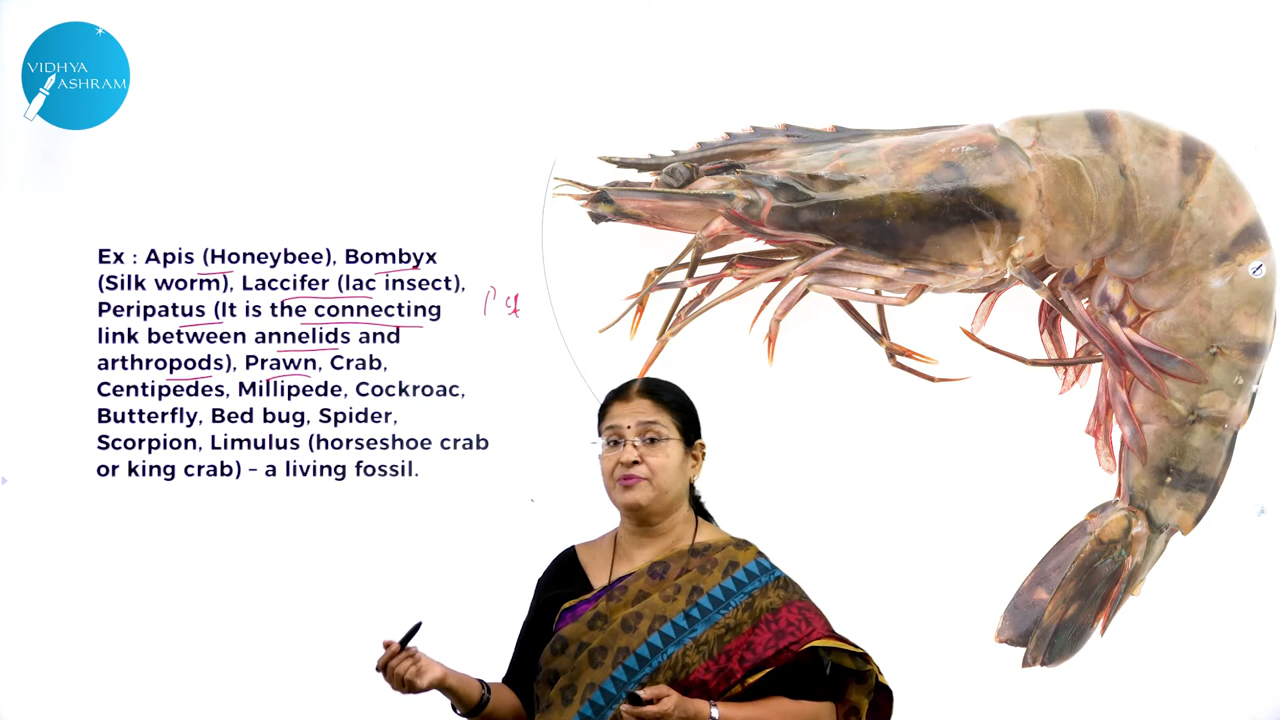 VIDHYA
ASHRAM
Ex : Apis (Honeybee), Bombyx
(Silk worm), Laccifer (lac insect),
Peripatus (It is the connecting
link between annelids and
arthropods), Prawn, Crab,
Centipedes, Millipede, Cockroac,
Butterfly, Bed bug, Spider,
Scorpion, Limulus (horseshoe crab
or king crab) – a living fossil.